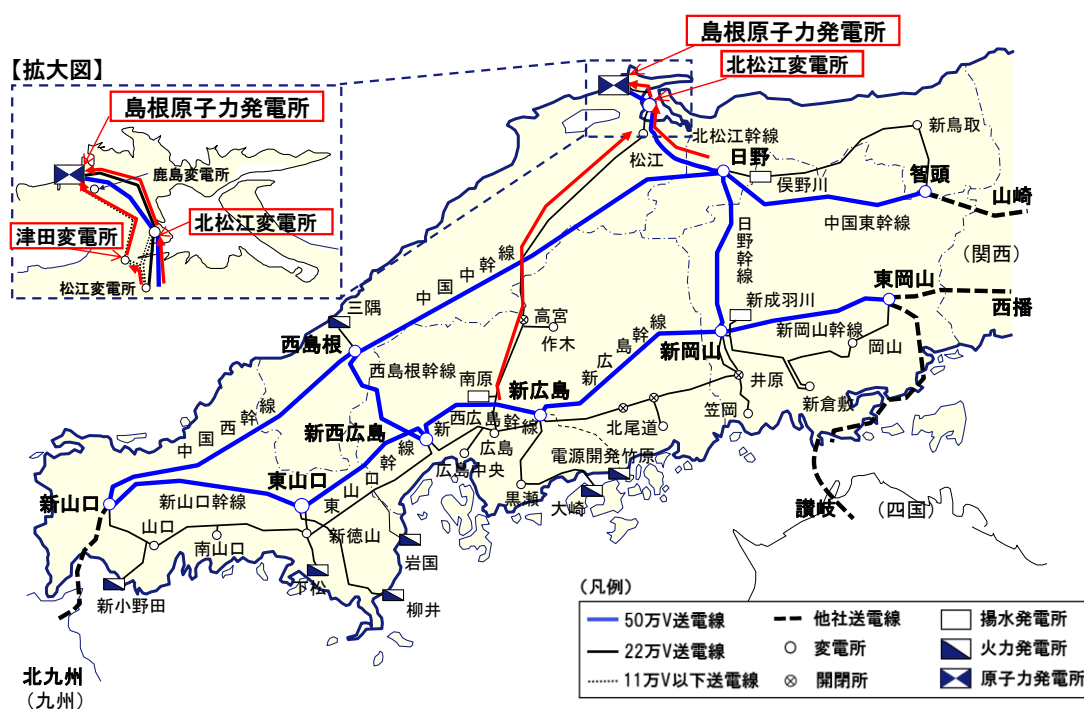 【拡大図】
島根原子力発電所
鹿島変電所
北松江変電所
津田変電所
松江変電所
島根原子力発電所
北松江変電所
北松江幹線
松江
日野
新鳥取
俣野川
智頭
山崎
中国東幹線
（関西）
日野幹線
中国中幹線
東岡山
西播
新成羽川
新岡山幹線
岡山
新岡山
三隅
西島根
高宮
作木
新広島幹線
西島根幹線
南原
新広島
井原
新倉敷
笠岡
北尾道
中国西幹線
新西広島
新西広島幹線
広島
広島中央
電源開発竹原
大崎
黒瀬
東山口
東山口幹線
新山口
新山口幹線
山口
南山口
新徳山
岩国
下松
柳井
新小野田
讃岐
（四国）
北九州
（九州）
（凡例）
50万V送電線
他社送電線
揚水発電所
22万V送電線
変電所
火力発電所
11万V以下送電線
開閉所
原子力発電所